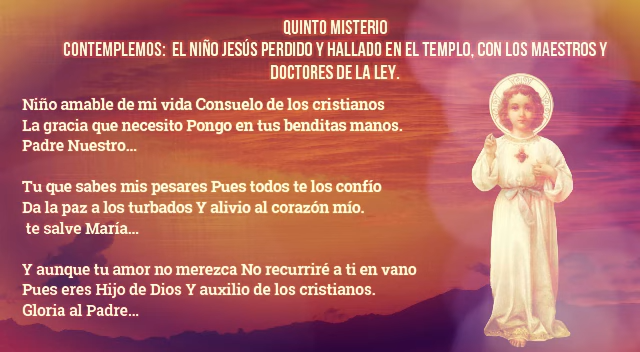 QUINTO MISTERIO
CONTEMPLEMOS: EL NIÑO JESÚS PERDIDO Y HALLADO EN EL TEMPLO, CON LOS MAESTROS Y
DOCTORES DE LA LEY.
Niño amable de mi vida Consuelo de los cristianos
La gracia que necesito Pongo en tus benditas manos.
Padre Nuestro...
Tu que sabes mis pesares Pues todos te los confío
Da la paz a los turbados Y alivio al corazón mío.
te salve María...
Y aunque tu amor no merezca No recurriré a ti en vano
Pues eres Hijo de Dios Y auxilio de los cristianos.
Gloria al Padre...